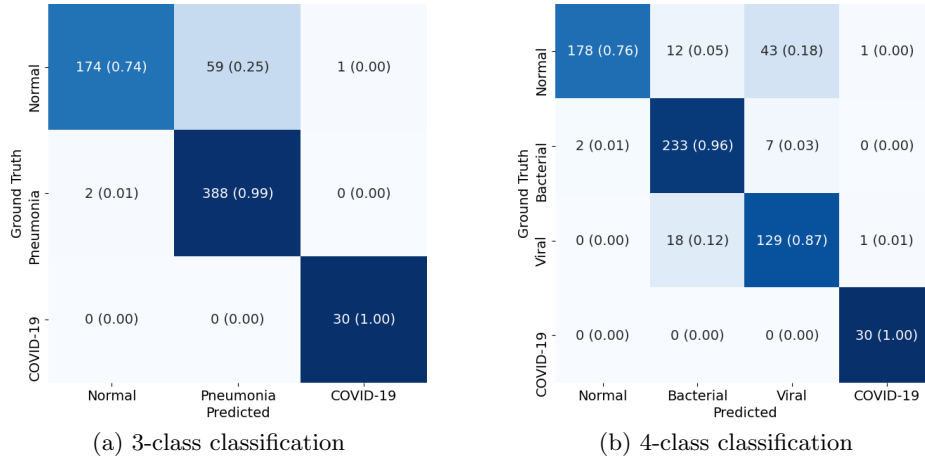 Ground Truth
Normal
Pneumonia
COVID-19
174 (0.74) 59 (0.25) 1 (0.00)
2 (0.01) 388 (0.99) 0 (0.00)
0 (0.00) 0 (0.00) 30 (1.00)
Normal Pneumonia COVID-19
Predicted
(a) 3-class classification
Ground Truth
Normal
Bacterial
Viral
COVID-19
178 (0.76) 12 (0.05) 43 (0.18) 1 (0.00)
2 (0.01) 233 (0.96) 7 (0.03) 0 (0.00)
0 (0.00) 18 (0.12) 129 (0.87) 1 (0.01)
0 (0.00) 0 (0.00) 0 (0.00) 30 (1.00)
Normal Bacterial Viral COVID-19
Predicted
(b) 4-class classification